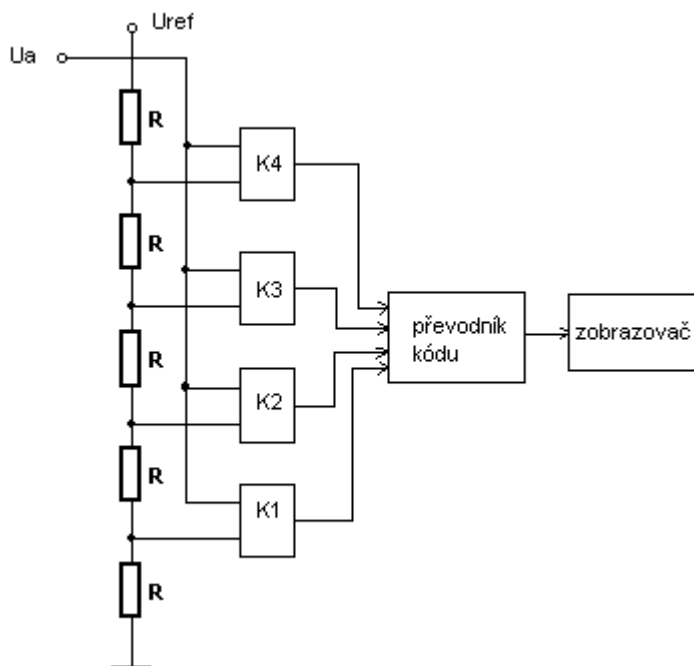 Uref
Ua
R
K4
R
K3
R
K2
R
K1
R
převodník
kódu
zobrazovač